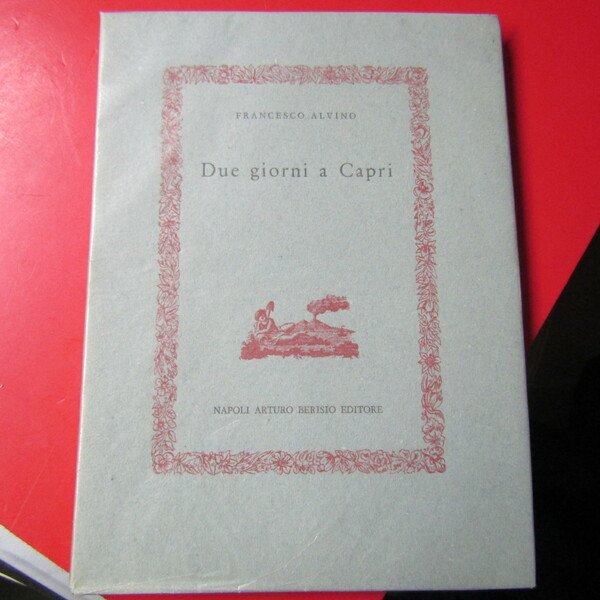 FRANCESCO ALVINO
Due giorni a Capri
NAPOLI ARTURO BERISIO EDITORE